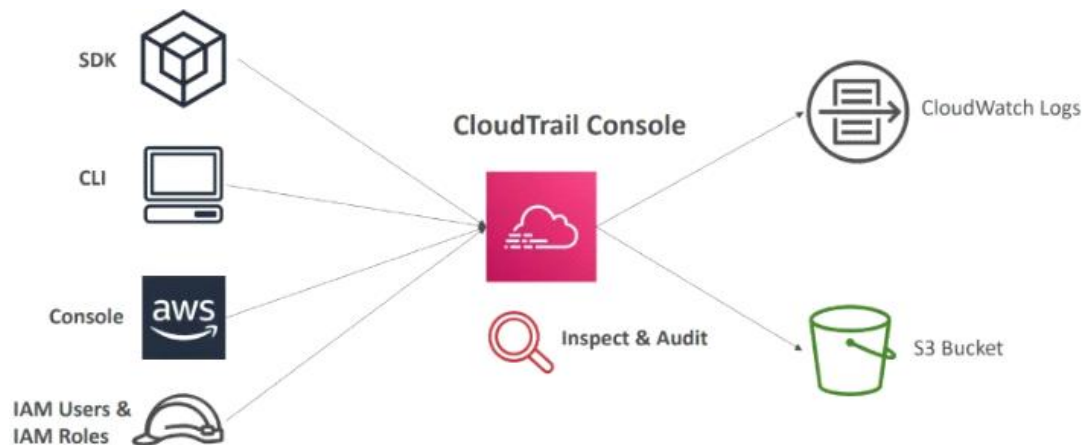 SDK
CloudTrail Console
CloudWatch Logs
CLI
aws
Console
Inspect & Audit
S3 Bucket
IAM Users &
IAM Roles